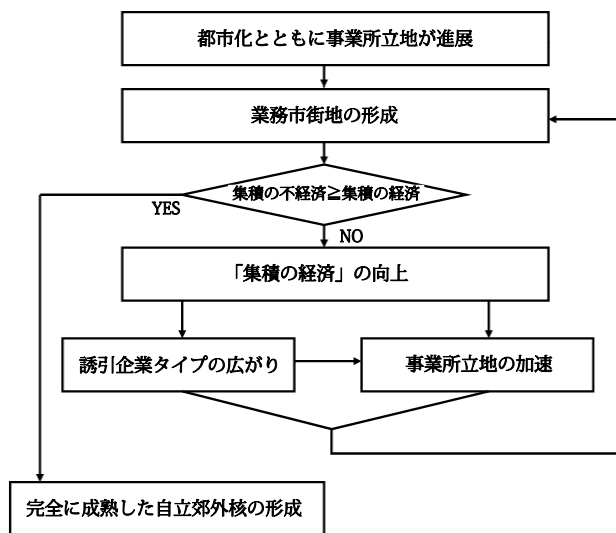 都市化とともに事業所立地が進展
業務市街地の形成
集積の不経済≧集積の経済
YES
NO
「集積の経済」の向上
誘引企業タイプの広がり
事業所立地の加速
完全に成熟した自立郊外核の形成